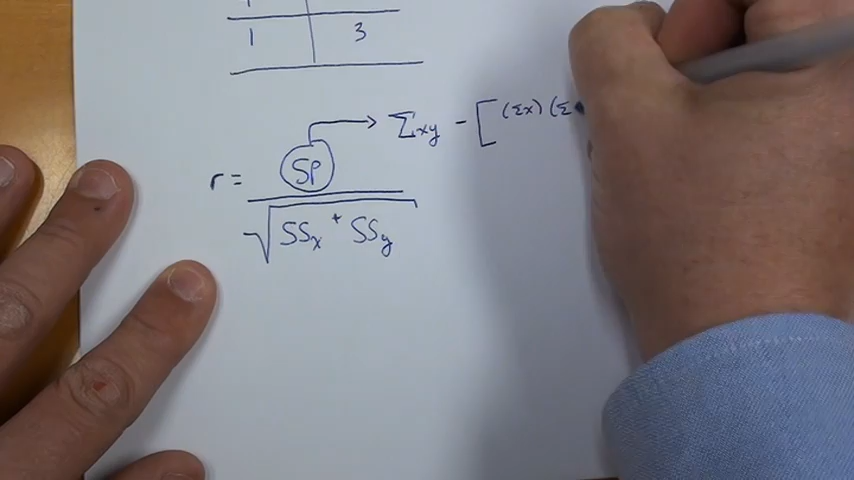 1 3
SP → Σxy - [(Σx)(Σ
r =
√SSx + SSy